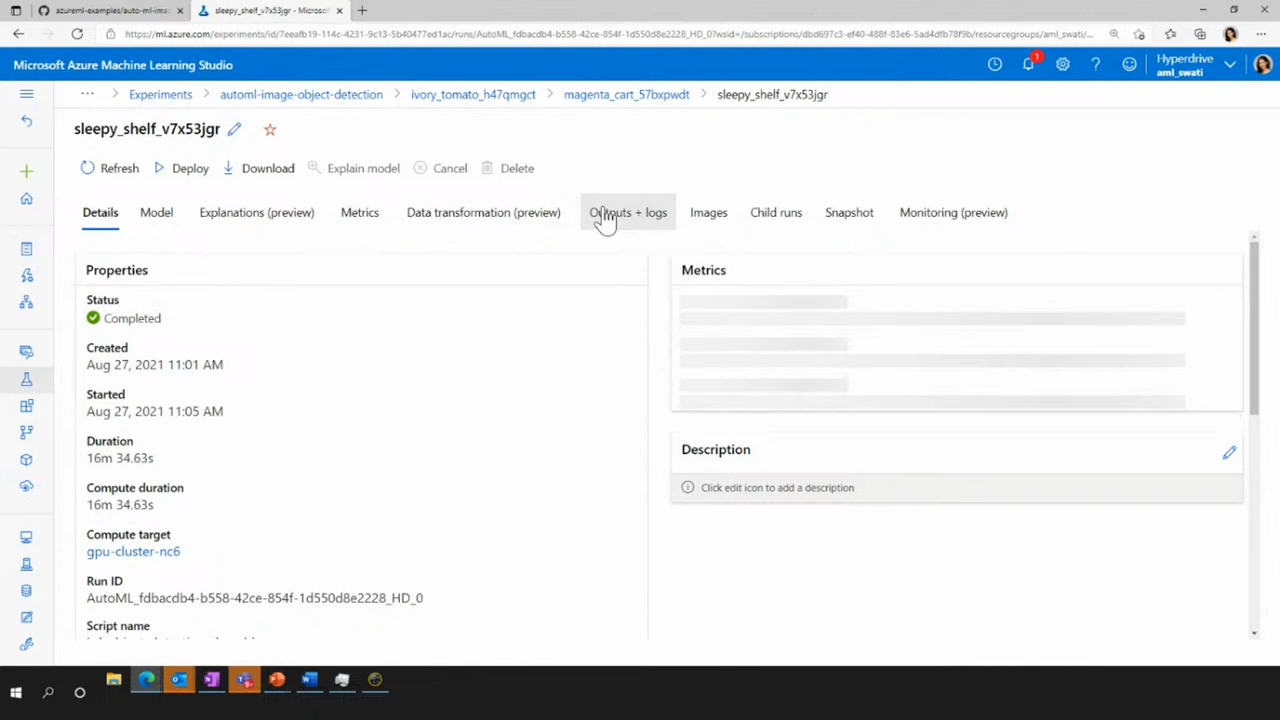 azureml-examples/auto-ml-ima
sleepy_shelf_v7x53jgr - Microsof
https://ml.azure.com/experiments/id/7eeafb19-114c-4231-9c13-5b40477ed1ac/runs/AutoML_fdbacdb4-b558-42ce-854f-1d550d8e2228_HD_0?wsid=/subscriptions/dbd697c3-ef40-488f-83e6-5ad4dfb78f9b/resourcegroups/aml_swati/...
Microsoft Azure Machine Learning Studio
1
Hyperdrive
aml_swati
··· > Experiments > automl-image-object-detection > ivory_tomato_h47qmgct > magenta_cart_57bxpwdt > sleepy_shelf_v7x53jgr
sleepy_shelf_v7x53jgr
Refresh Deploy Download Explain model Cancel Delete
Details Model Explanations (preview) Metrics Data transformation (preview) Outputs + logs Images Child runs Snapshot Monitoring (preview)
Properties
Status
Completed
Created
Aug 27, 2021 11:01 AM
Started
Aug 27, 2021 11:05 AM
Duration
16m 34.63s
Compute duration
16m 34.63s
Compute target
gpu-cluster-nc6
Run ID
AutoML_fdbacdb4-b558-42ce-854f-1d550d8e2228_HD_0
Script name
Metrics
Description
Click edit icon to add a description